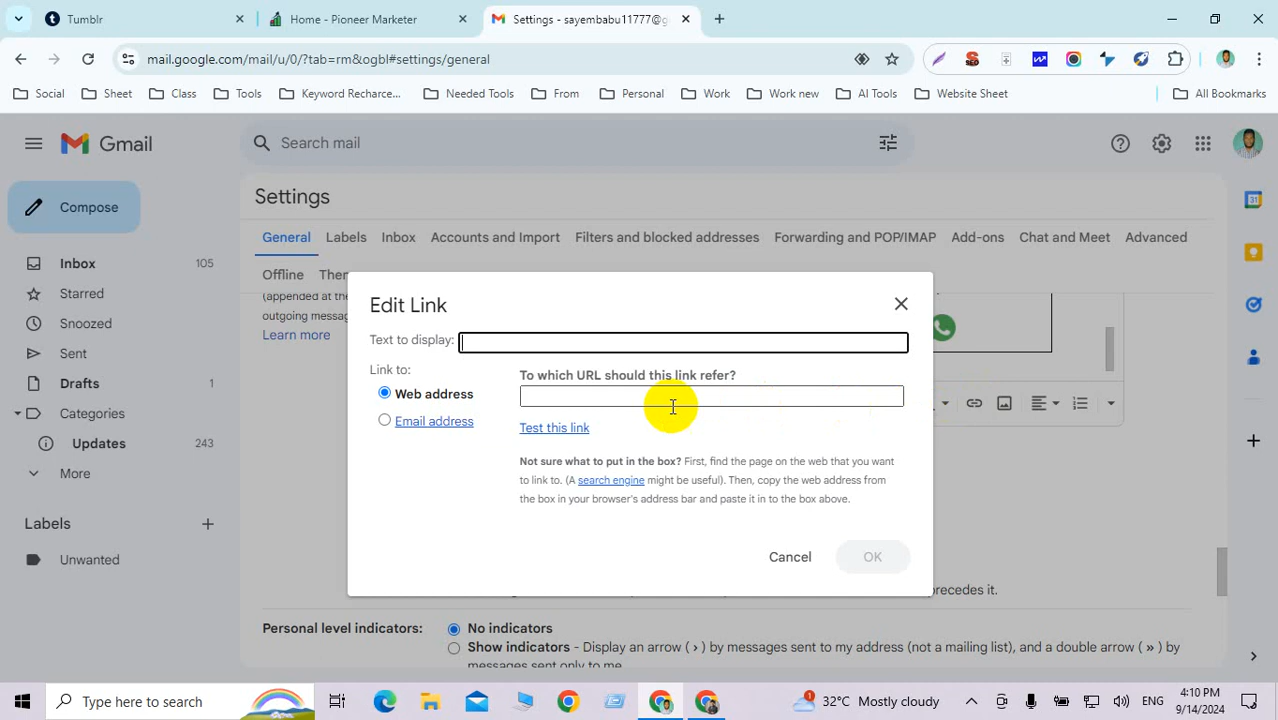 Tumblr
Home - Pioneer Marketer
Settings - sayembabu11777@g
mail.google.com/mail/u/0/?tab=rm&ogbl#settings/general
Social
Sheet
Class
Tools
Keyword Recharce...
Needed Tools
From
Personal
Work
Work new
AI Tools
Website Sheet
All Bookmarks
Gmail
Search mail
Compose
Settings
General
Labels
Inbox
Accounts and Import
Filters and blocked addresses
Forwarding and POP/IMAP
Add-ons
Chat and Meet
Advanced
Offline
Inbox 105
Starred
Snoozed
Sent
Drafts 1
Categories
Updates 243
More
Labels
Unwanted
(appended at the
outgoing messag
Learn more
Edit Link
Text to display:
Link to:
Web address
Email address
To which URL should this link refer?
Test this link
Not sure what to put in the box? First, find the page on the web that you want
to link to. (A search engine might be useful). Then, copy the web address from
the box in your browser's address bar and paste it in to the box above.
Cancel
OK
precedes it.
Personal level indicators:
No indicators
Show indicators - Display an arrow ( › ) by messages sent to my address (not a mailing list), and a double arrow ( » ) by
messages sent only to me.
Type here to search
32°C Mostly cloudy
ENG
4:10 PM
9/14/2024